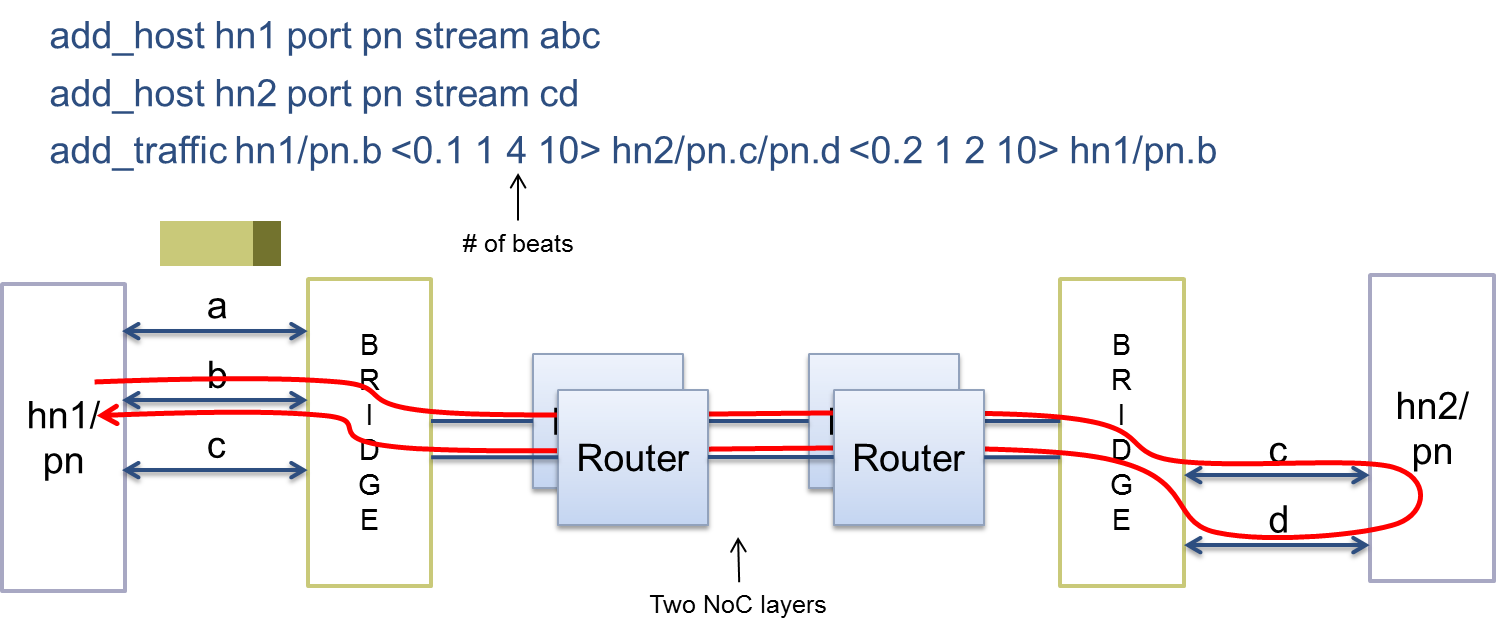 add_host hn1 port pn stream abc
add_host hn2 port pn stream cd
add_traffic hn1/pn.b <0.1 1 4 10> hn2/pn.c/pn.d <0.2 1 2 10> hn1/pn.b
# of beats
a
b
c
hn1/
pn
B
R
I
D
G
E
Router
Router
B
R
I
D
G
E
c
d
hn2/
pn
Two NoC layers